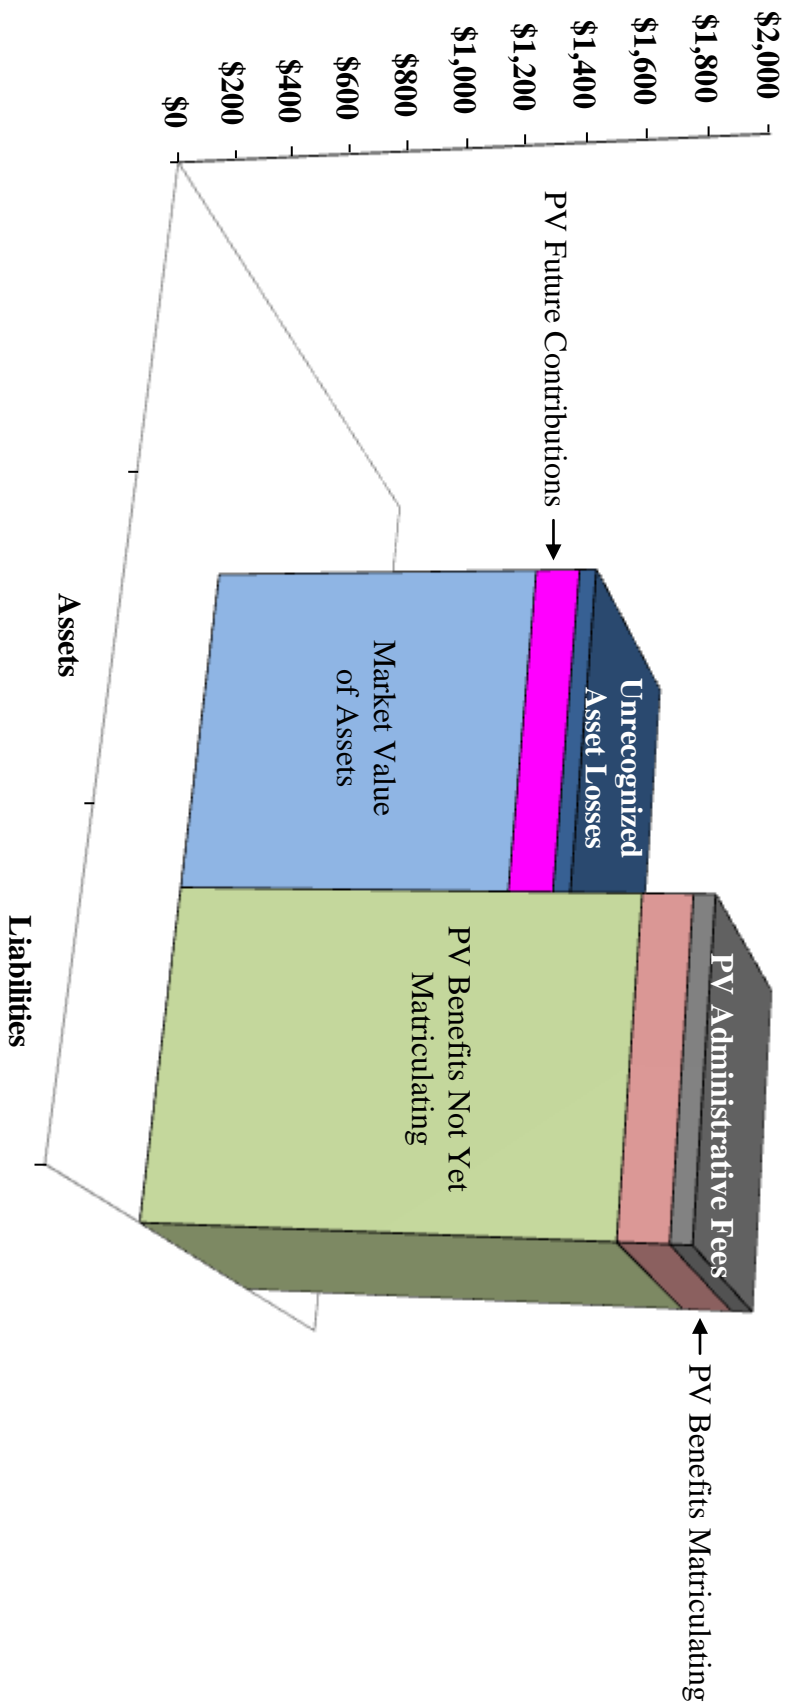 $2,000
$1,800
$1,600
$1,400
$1,200
$1,000
$800
$600
$400
$200
$0
PV Future Contributions
Unrecognized
Asset Losses
Market Value
of Assets
PV Administrative Fees
PV Benefits Matriculating
PV Benefits Not Yet
Matriculating
Assets
Liabilities